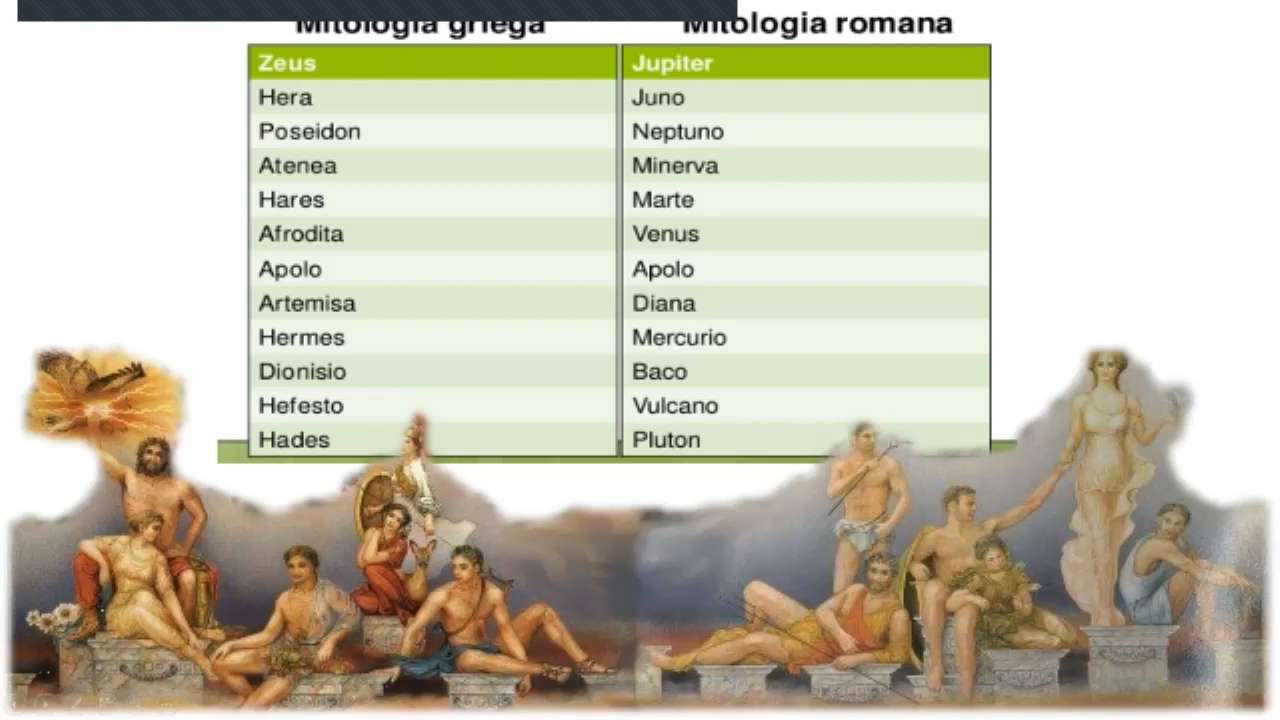 Mitologia griega Mitologia romana
Zeus Jupiter
Hera Juno
Poseidon Neptuno
Atenea Minerva
Hares Marte
Afrodita Venus
Apolo Apolo
Artemisa Diana
Hermes Mercurio
Dionisio Baco
Hefesto Vulcano
Hades Pluton